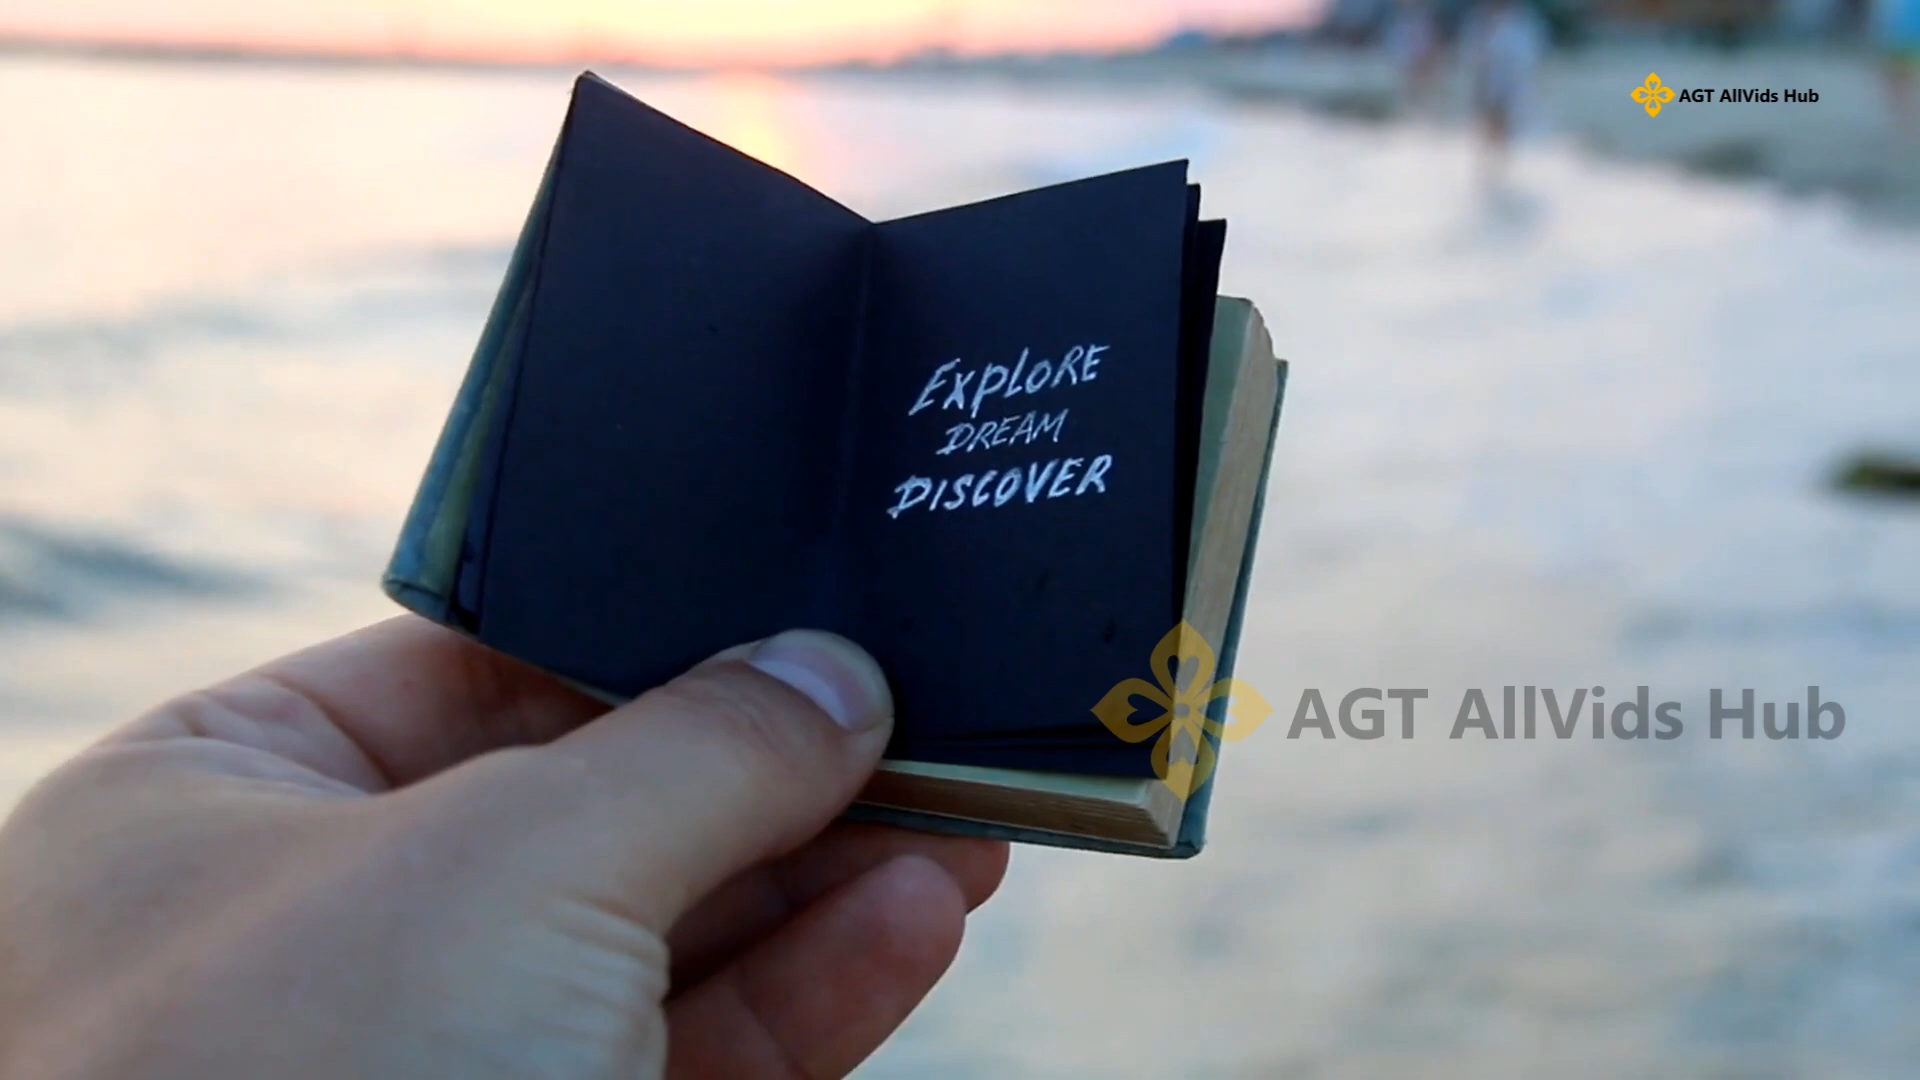 AGT AllVids Hub
EXPLORE
DREAM
DISCOVER
AGT AllVids Hub